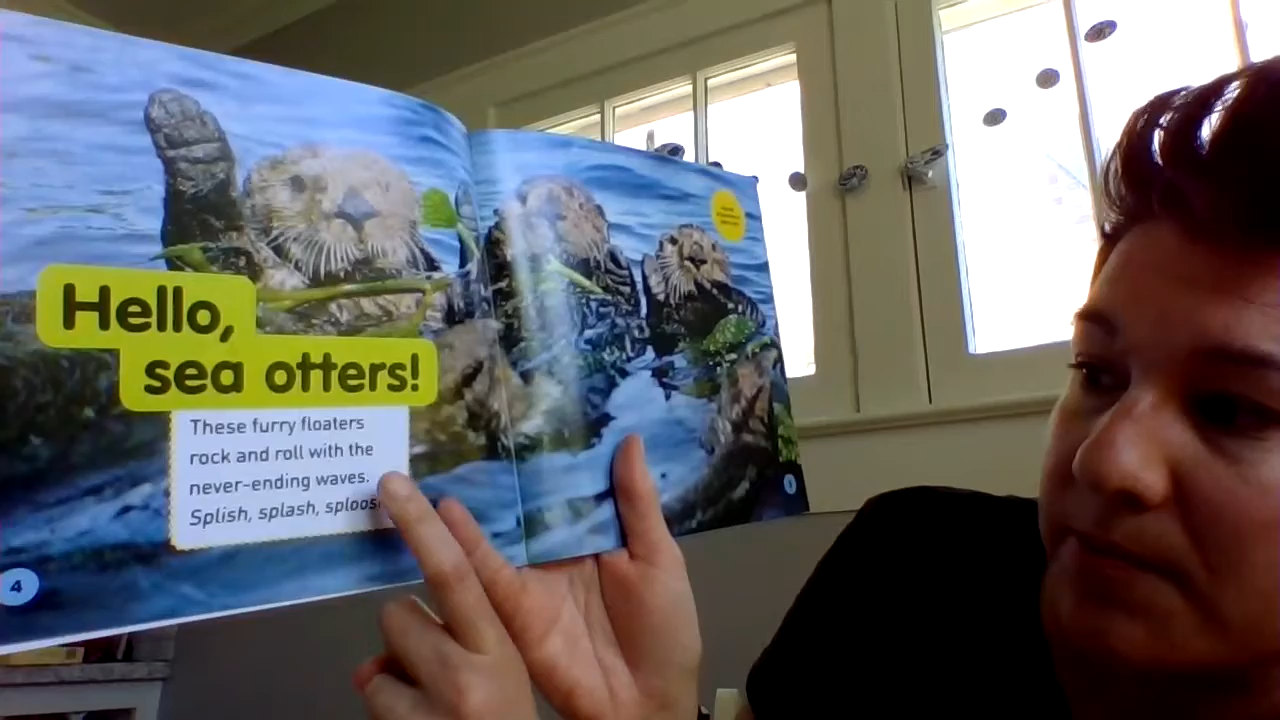 Hello,
sea otters!
These furry floaters
rock and roll with the
never-ending waves.
Splish, splash,
4